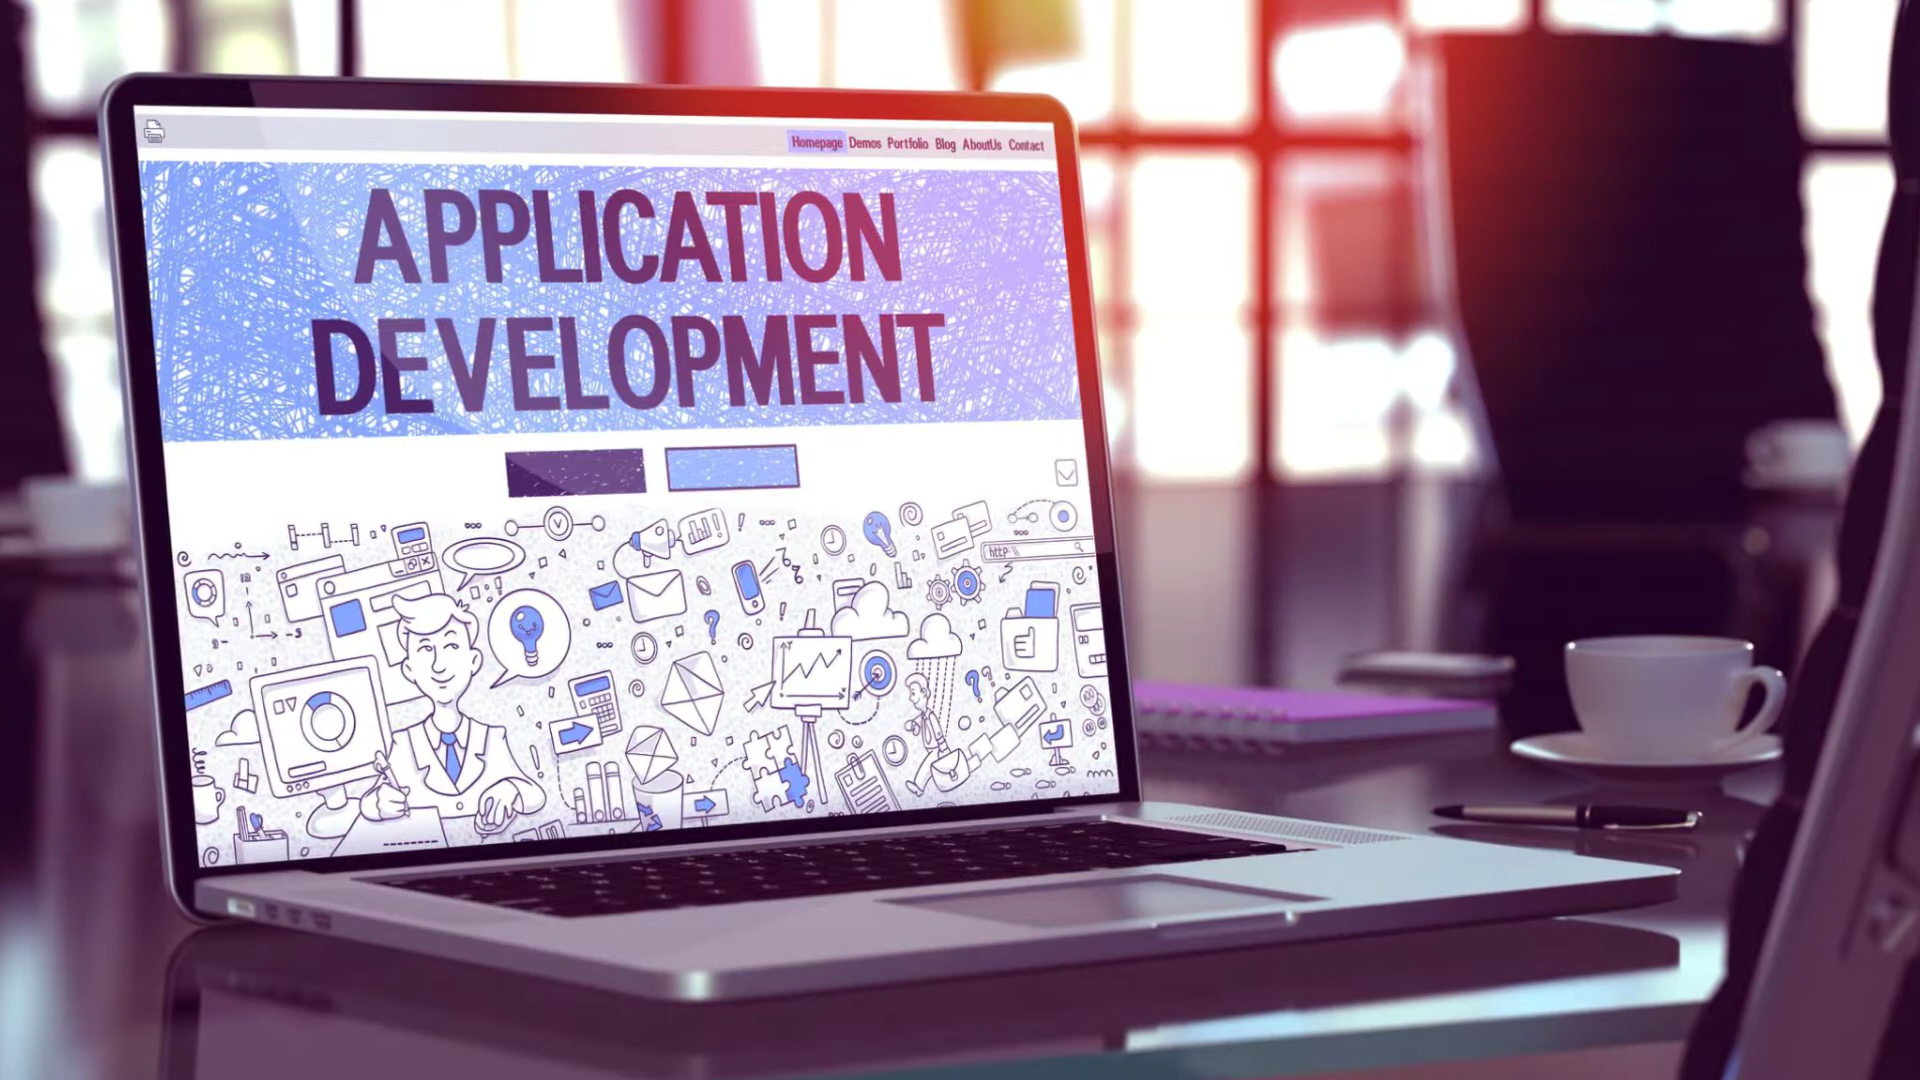 Homepage Demos Portfolio Blog AboutUs Contact
APPLICATION
DEVELOPMENT
http:\\